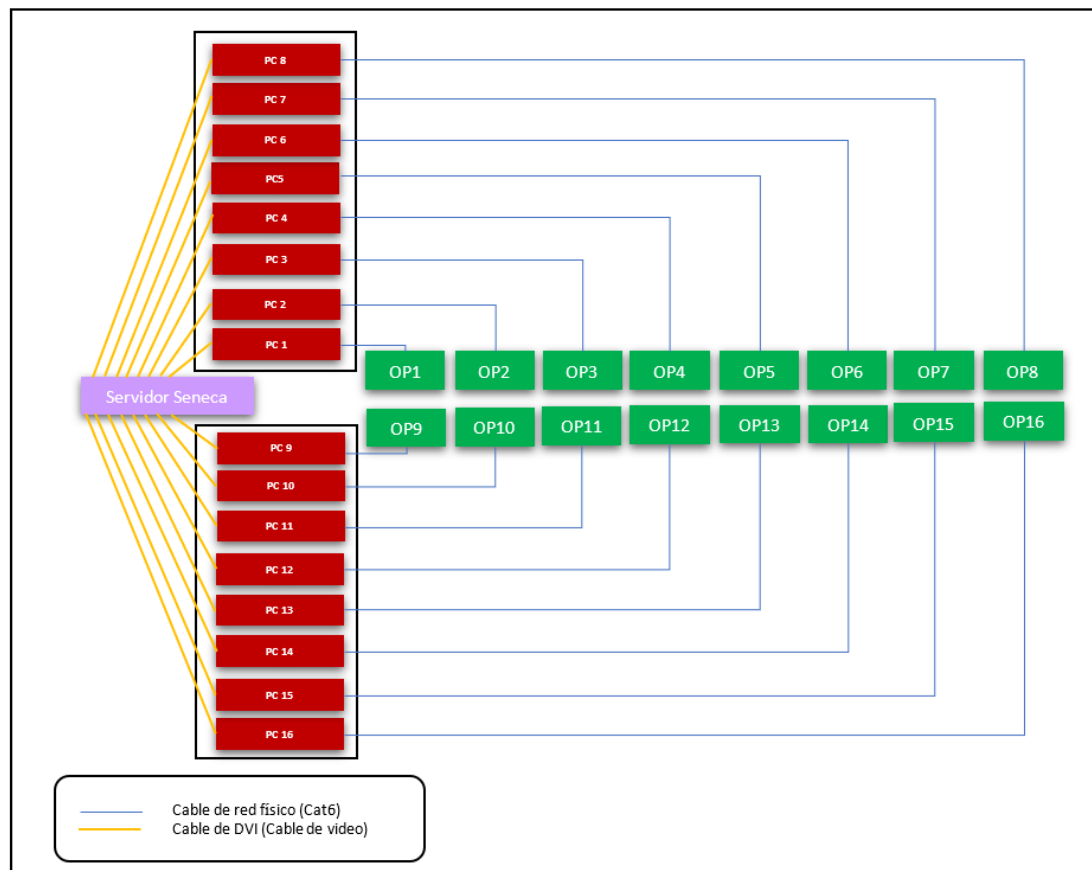 PC 8
PC 7
PC 6
PC5
PC 4
PC 3
PC 2
PC 1
OP1 OP2 OP3 OP4 OP5 OP6 OP7 OP8
Servidor Seneca
OP9 OP10 OP11 OP12 OP13 OP14 OP15 OP16
PC 9
PC 10
PC 11
PC 12
PC 13
PC 14
PC 15
PC 16
Cable de red físico (Cat6)
Cable de DVI (Cable de video)